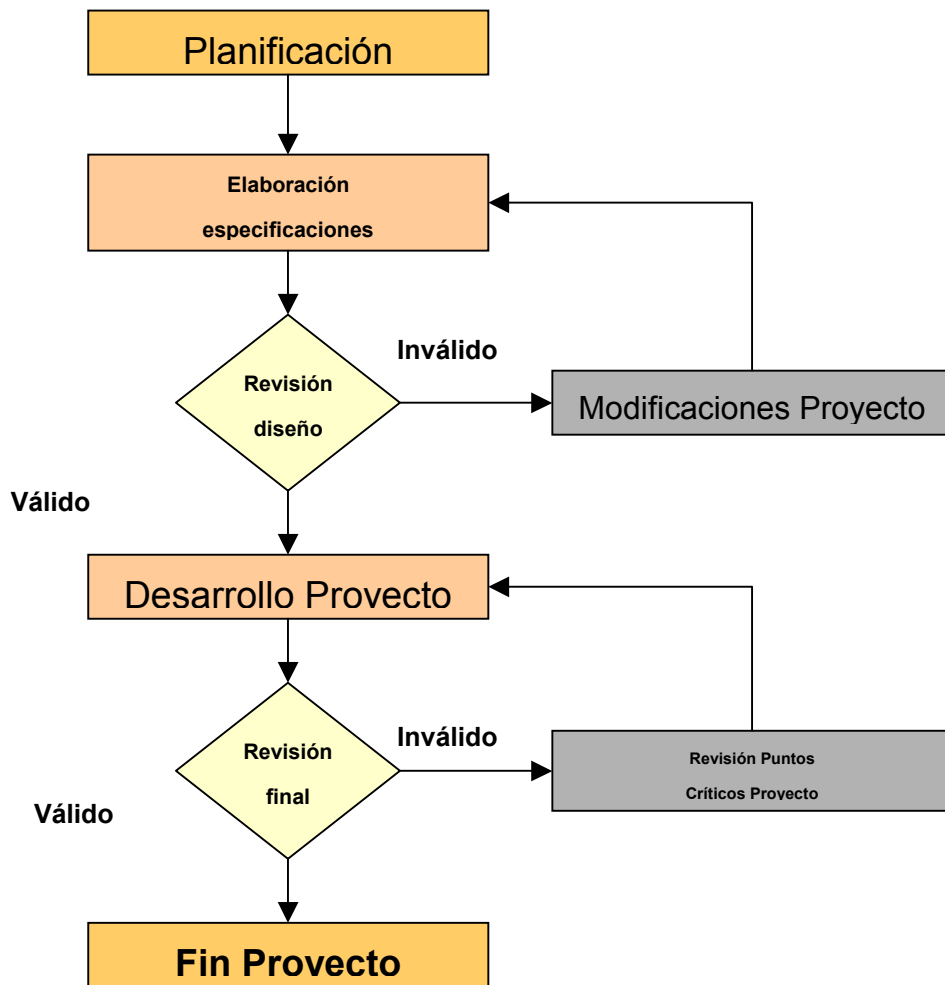 Planificación
Elaboración
especificaciones
Inválido
Revisión
diseño
Modificaciones Proyecto
Válido
Desarrollo Proyecto
Inválido
Revisión
final
Revisión Puntos
Críticos Proyecto
Válido
Fin Proyecto